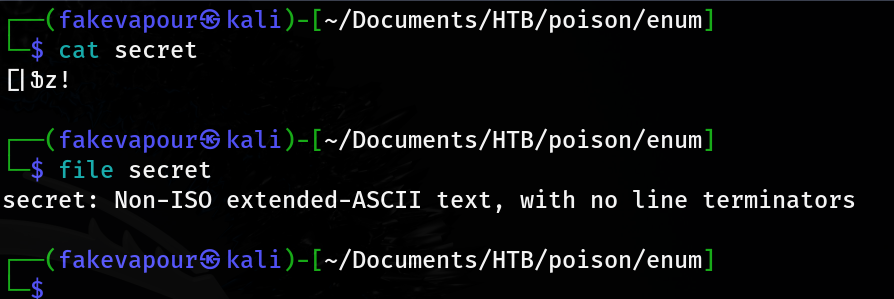 ┌──(fakevapour㉿kali)-[~/Documents/HTB/poison/enum]
└─$ cat secret
[|Ֆz!
┌──(fakevapour㉿kali)-[~/Documents/HTB/poison/enum]
└─$ file secret
secret: Non-ISO extended-ASCII text, with no line terminators
┌──(fakevapour㉿kali)-[~/Documents/HTB/poison/enum]
└─$